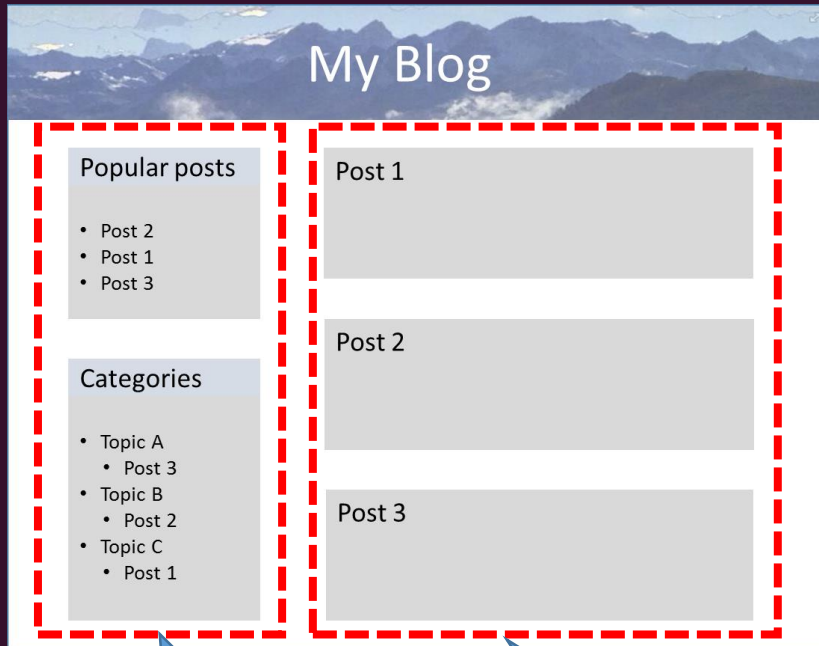 My Blog
Popular posts
• Post 2
• Post 1
• Post 3
Categories
• Topic A
• Post 3
• Topic B
• Post 2
• Topic C
• Post 1
Post 1
Post 2
Post 3